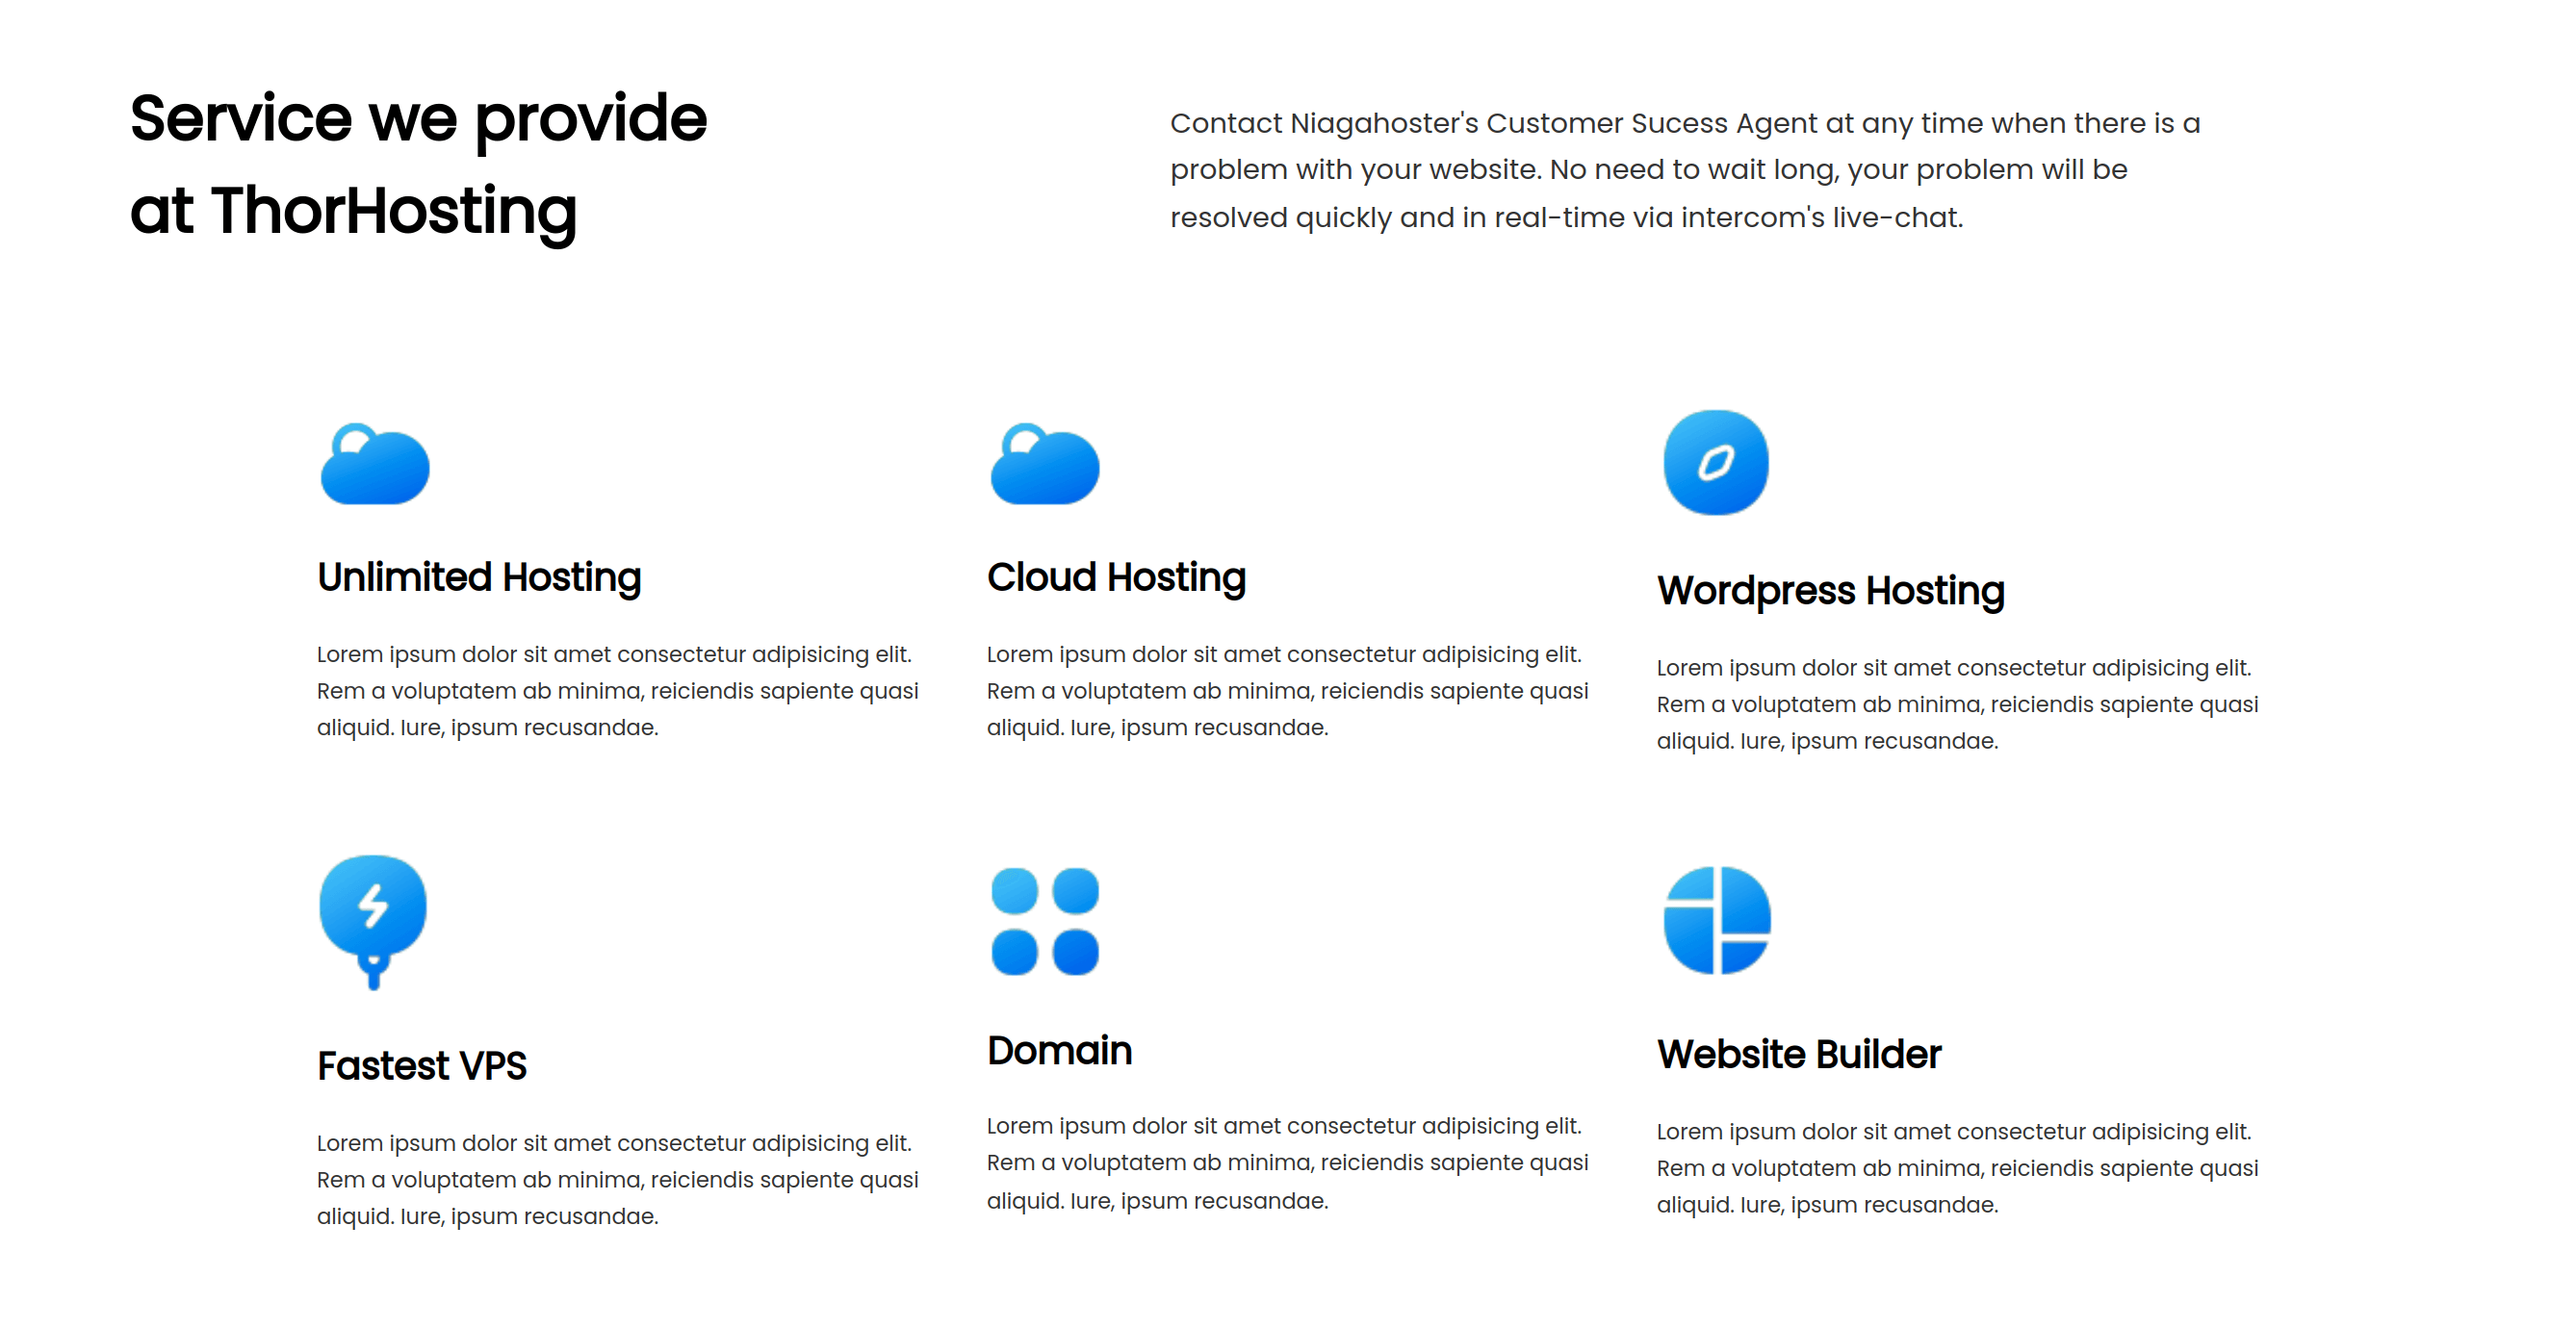 Service we provide
at ThorHosting
Contact Niagahoster's Customer Sucess Agent at any time when there is a
problem with your website. No need to wait long, your problem will be
resolved quickly and in real-time via intercom's live-chat.
Unlimited Hosting
Lorem ipsum dolor sit amet consectetur adipisicing elit.
Rem a voluptatem ab minima, reiciendis sapiente quasi
aliquid. Iure, ipsum recusandae.
Cloud Hosting
Lorem ipsum dolor sit amet consectetur adipisicing elit.
Rem a voluptatem ab minima, reiciendis sapiente quasi
aliquid. Iure, ipsum recusandae.
Wordpress Hosting
Lorem ipsum dolor sit amet consectetur adipisicing elit.
Rem a voluptatem ab minima, reiciendis sapiente quasi
aliquid. Iure, ipsum recusandae.
Fastest VPS
Lorem ipsum dolor sit amet consectetur adipisicing elit.
Rem a voluptatem ab minima, reiciendis sapiente quasi
aliquid. Iure, ipsum recusandae.
Domain
Lorem ipsum dolor sit amet consectetur adipisicing elit.
Rem a voluptatem ab minima, reiciendis sapiente quasi
aliquid. Iure, ipsum recusandae.
Website Builder
Lorem ipsum dolor sit amet consectetur adipisicing elit.
Rem a voluptatem ab minima, reiciendis sapiente quasi
aliquid. Iure, ipsum recusandae.